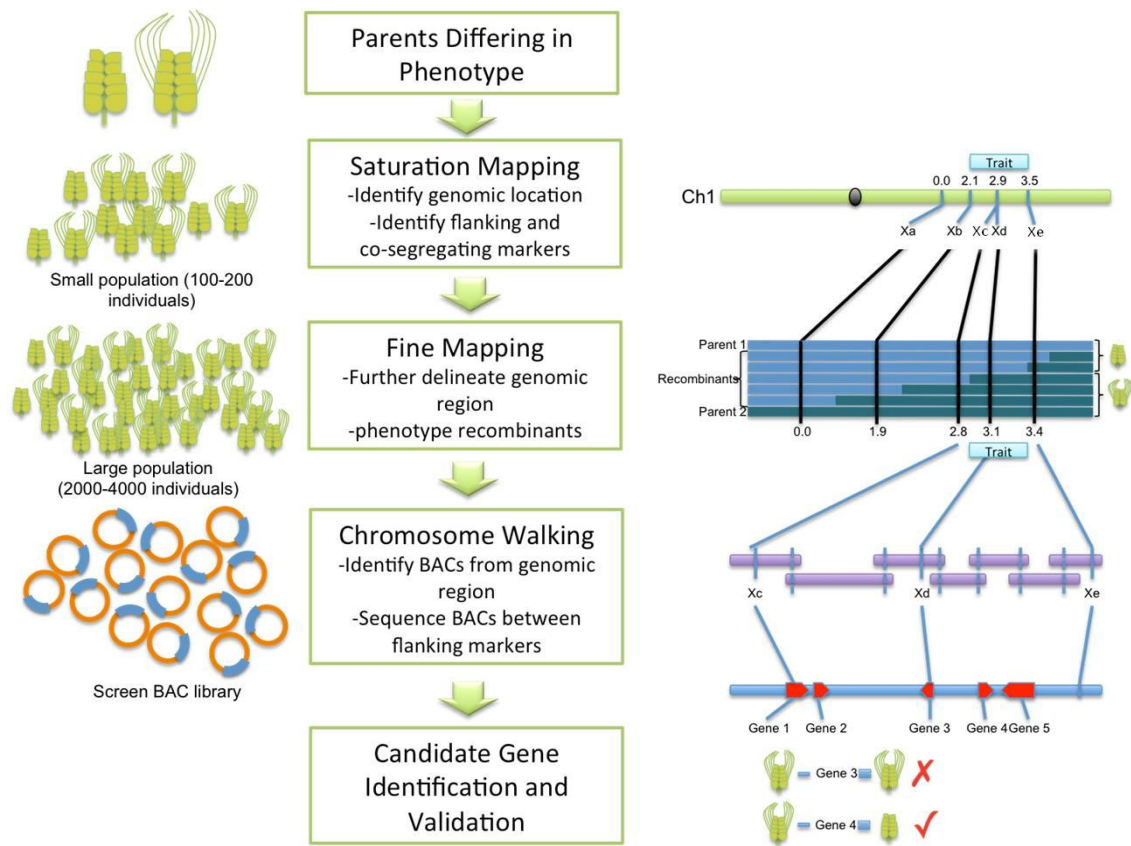 Parents Differing in
Phenotype
Saturation Mapping
-Identify genomic location
-Identify flanking and
co-segregating markers
Small population (100-200
individuals)
Fine Mapping
-Further delineate genomic
region
-phenotype recombinants
Large population
(2000-4000 individuals)
Chromosome Walking
-Identify BACs from genomic
region
-Sequence BACs between
flanking markers
Screen BAC library
Candidate Gene
Identification and
Validation
Trait
0.0 2.1 2.9 3.5
Ch1
Xa Xb Xc Xd Xe
Parent 1
Recombinants
Parent 2
0.0 1.9 2.8 3.1 3.4
Trait
Xc Xd Xe
Gene 1 Gene 2 Gene 3 Gene 4 Gene 5
Gene 3
Gene 4